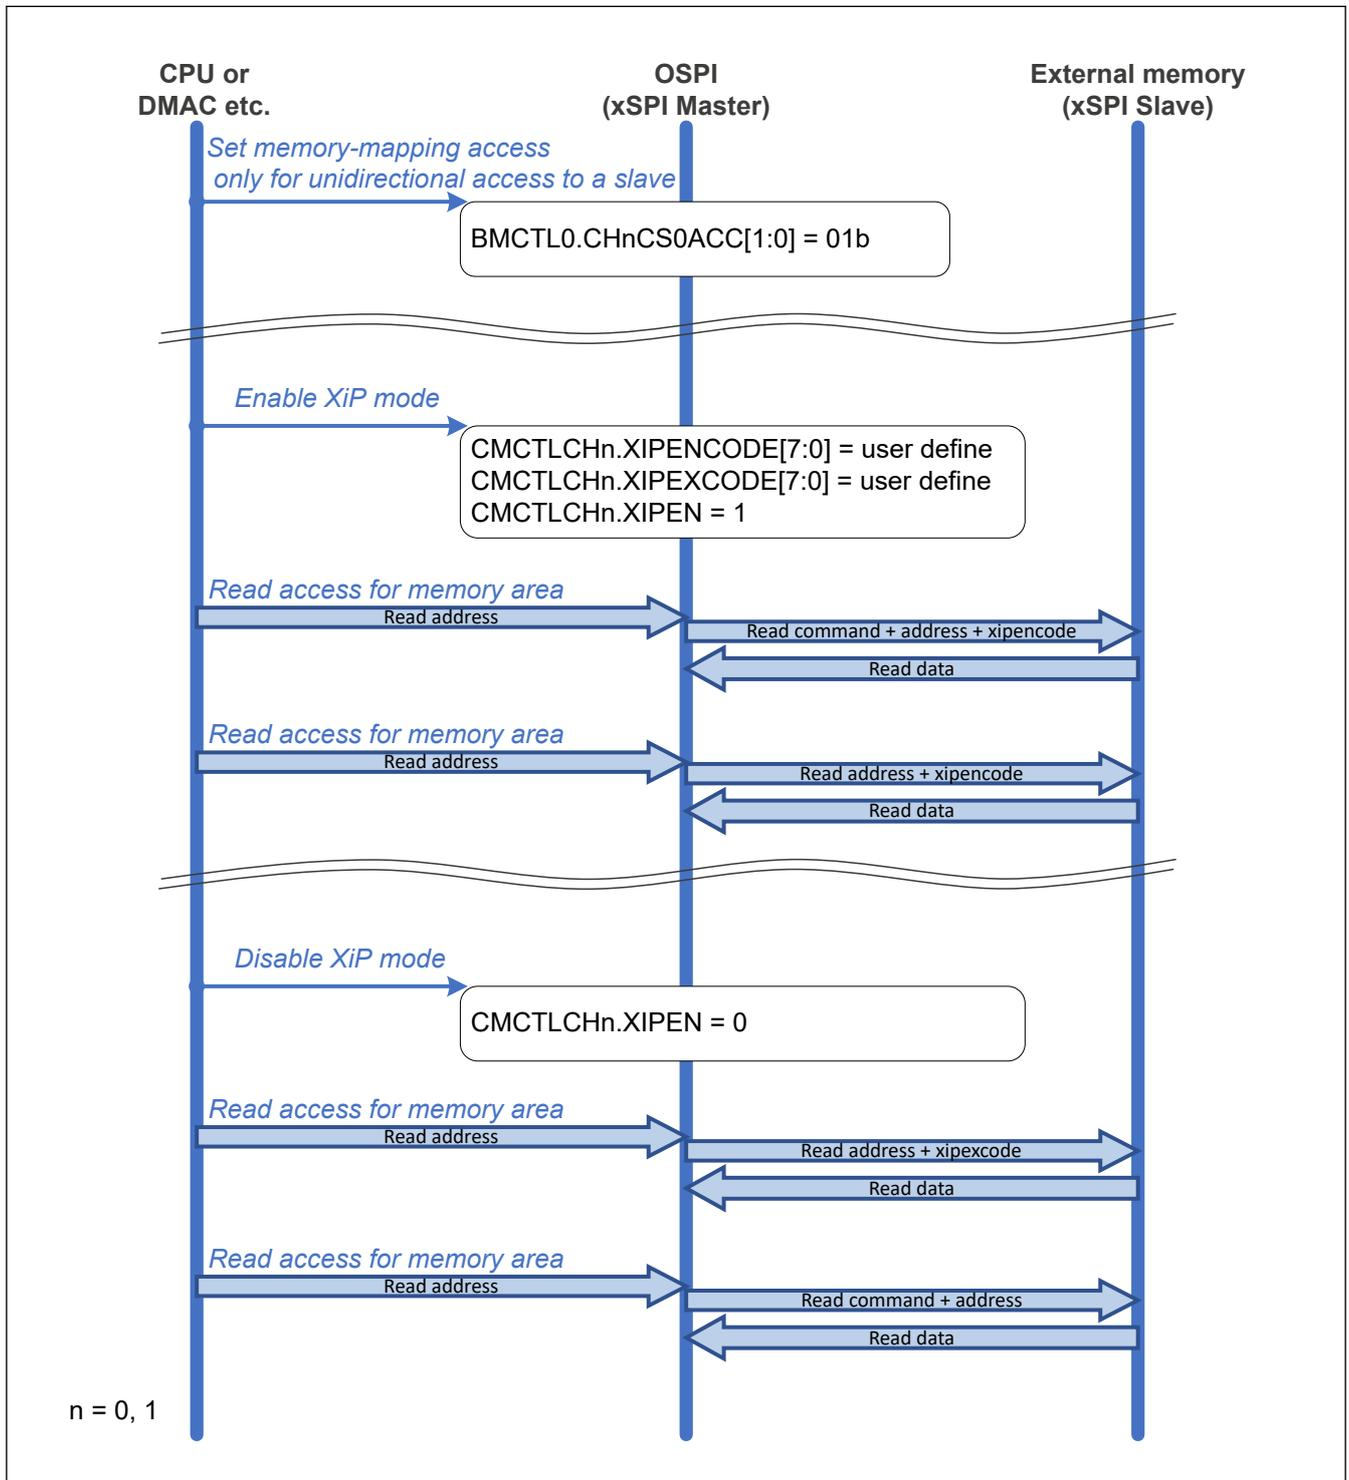 CPU or
DMAC etc.
OSPI
(xSPI Master)
External memory
(xSPI Slave)
Set memory-mapping access
only for unidirectional access to a slave
BMCTL0.CHnCS0ACC[1:0] = 01b
Enable XiP mode
CMCTLCHn.XIPENCODE[7:0] = user define
CMCTLCHn.XIPEXCODE[7:0] = user define
CMCTLCHn.XIPEN = 1
Read access for memory area
Read address
Read command + address + xipencode
Read data
Read access for memory area
Read address
Read address + xipencode
Read data
Disable XiP mode
CMCTLCHn.XIPEN = 0
Read access for memory area
Read address
Read address + xipexcode
Read data
Read access for memory area
Read address
Read command + address
Read data
n = 0, 1